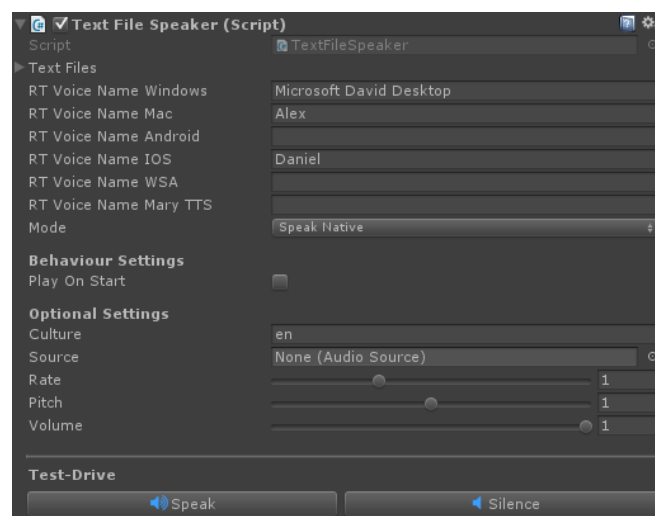 Text File Speaker (Script)
Script TextFileSpeaker
Text Files
RT Voice Name Windows Microsoft David Desktop
RT Voice Name Mac Alex
RT Voice Name Android
RT Voice Name IOS Daniel
RT Voice Name WSA
RT Voice Name Mary TTS
Mode Speak Native
Behaviour Settings
Play On Start
Optional Settings
Culture en
Source None (Audio Source)
Rate 1
Pitch 1
Volume 1
Test-Drive
Speak Silence